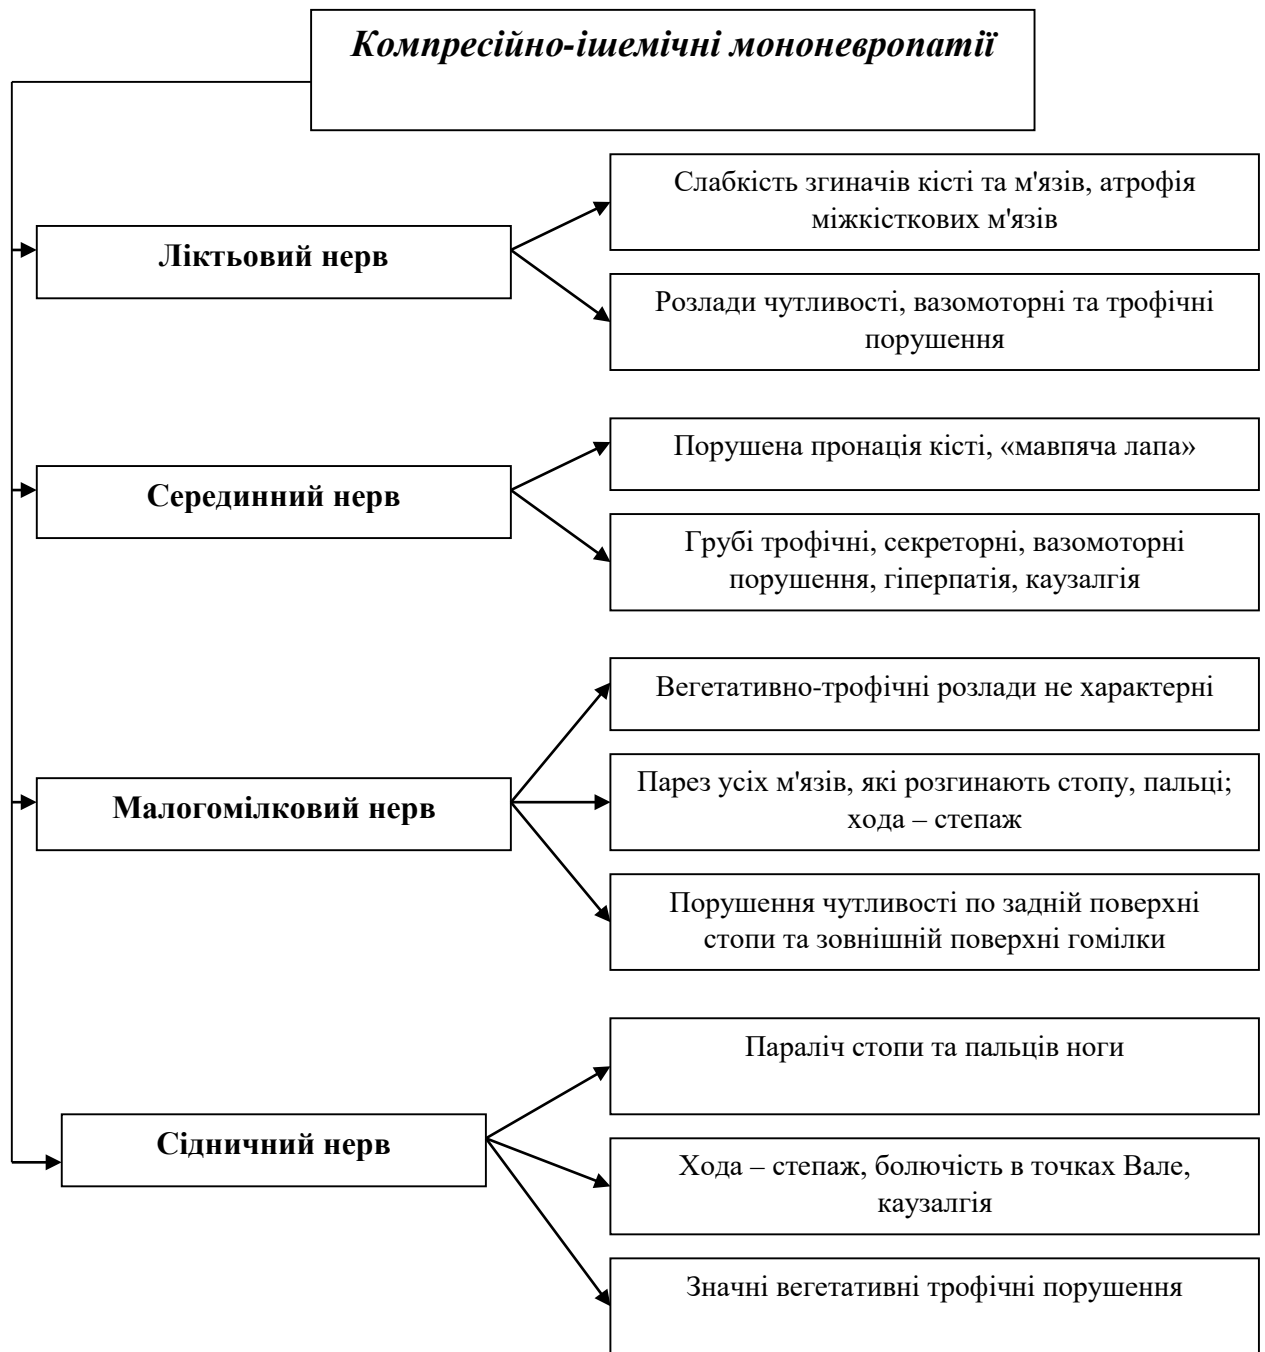 Компресійно-ішемічні мононевропатії
Ліктьовий нерв
Слабкість згиначів кісті та м'язів, атрофія
міжкісткових м'язів
Розлади чутливості, вазомоторні та трофічні
порушення
Серединний нерв
Порушена пронація кісті, «мавпяча лапа»
Грубі трофічні, секреторні, вазомоторні
порушення, гіперпатія, каузалгія
Малогомілковий нерв
Вегетативно-трофічні розлади не характерні
Парез усіх м'язів, які розгинають стопу, пальці;
хода – степаж
Порушення чутливості по задній поверхні
стопи та зовнішній поверхні гомілки
Сідничний нерв
Параліч стопи та пальців ноги
Хода – степаж, болючість в точках Вале,
каузалгія
Значні вегетативні трофічні порушення